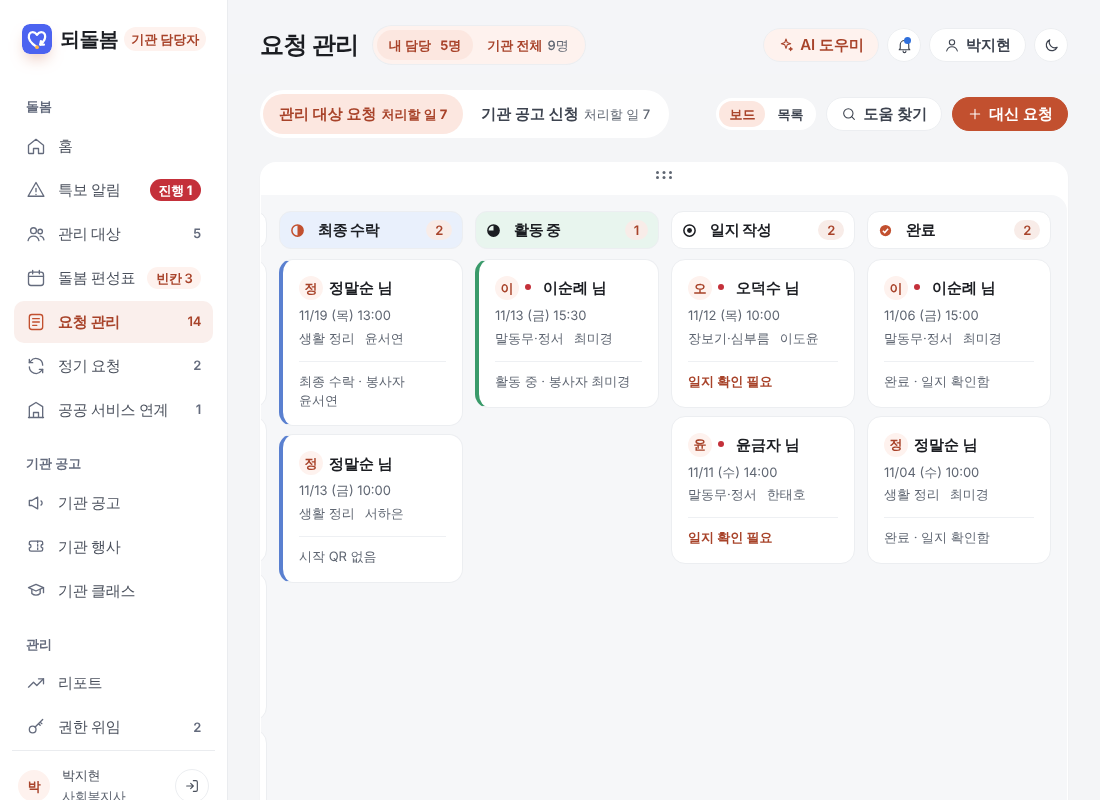 되돌봄 기관 담당자
돌봄
홈
특보 알림 진행 1
관리 대상 5
돌봄 편성표 빈칸 3
요청 관리 14
정기 요청 2
공공 서비스 연계 1
기관 공고
기관 공고
기관 행사
기관 클래스
관리
리포트
권한 위임 2
박 박지현
사회복지사
요청 관리 내 담당 5명 기관 전체 9명
AI 도우미 박지현
관리 대상 요청 처리할 일 7 기관 공고 신청 처리할 일 7
보드 목록 도움 찾기 대신 요청
최종 수락 2
정 정말순 님
11/19 (목) 13:00
생활 정리 윤서연
최종 수락 · 봉사자
윤서연
정 정말순 님
11/13 (금) 10:00
생활 정리 서하은
시작 QR 없음
활동 중 1
이 이순례 님
11/13 (금) 15:30
말동무·정서 최미경
활동 중 · 봉사자 최미경
일지 작성 2
오 오덕수 님
11/12 (목) 10:00
장보기·심부름 이도윤
일지 확인 필요
윤 윤금자 님
11/11 (수) 14:00
말동무·정서 한태호
일지 확인 필요
완료 2
이 이순례 님
11/06 (금) 15:00
말동무·정서 최미경
완료 · 일지 확인함
정 정말순 님
11/04 (수) 10:00
생활 정리 최미경
완료 · 일지 확인함